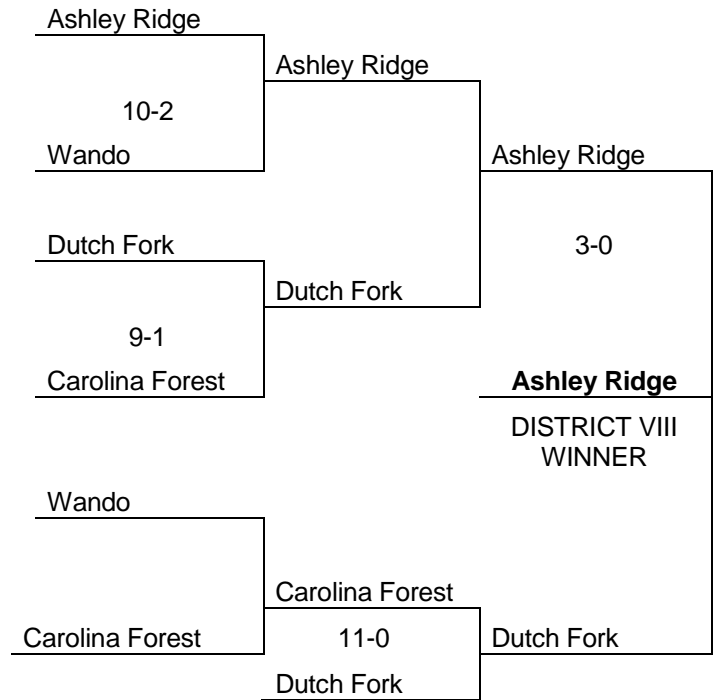 Ashley Ridge
Ashley Ridge
10-2
Wando
Ashley Ridge
Dutch Fork
3-0
Dutch Fork
9-1
Carolina Forest
Ashley Ridge
DISTRICT VIII
WINNER
Wando
Carolina Forest
Carolina Forest
11-0
Dutch Fork
Dutch Fork